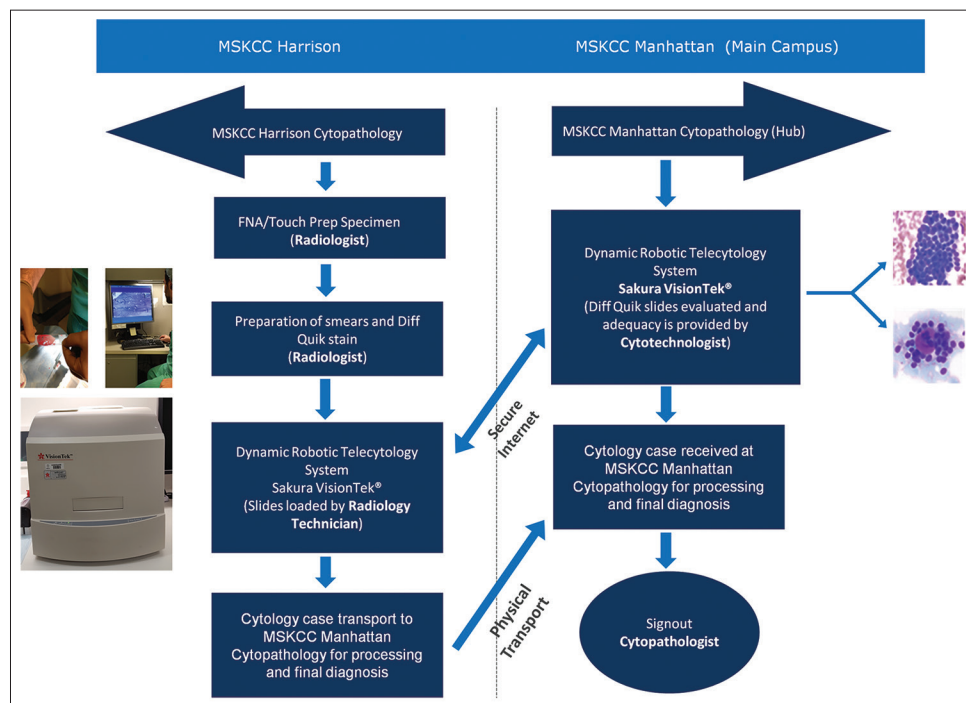 MSKCC Harrison
MSKCC Manhattan (Main Campus)
MSKCC Harrison Cytopathology
FNA/Touch Prep Specimen
(Radiologist)
Preparation of smears and Diff
Quik stain
(Radiologist)
Dynamic Robotic Telecytology
System
Sakura VisionTek®
(Slides loaded by Radiology
Technician)
Cytology case transport to
MSKCC Manhattan
Cytopathology for processing
and final diagnosis
VisionTek™
Secure
Internet
Physical
Transport
MSKCC Manhattan Cytopathology (Hub)
Dynamic Robotic Telecytology
System
Sakura VisionTek®
(Diff Quik slides evaluated and
adequacy is provided by
Cytotechnologist)
Cytology case received at
MSKCC Manhattan
Cytopathology for processing
and final diagnosis
Signout
Cytopathologist